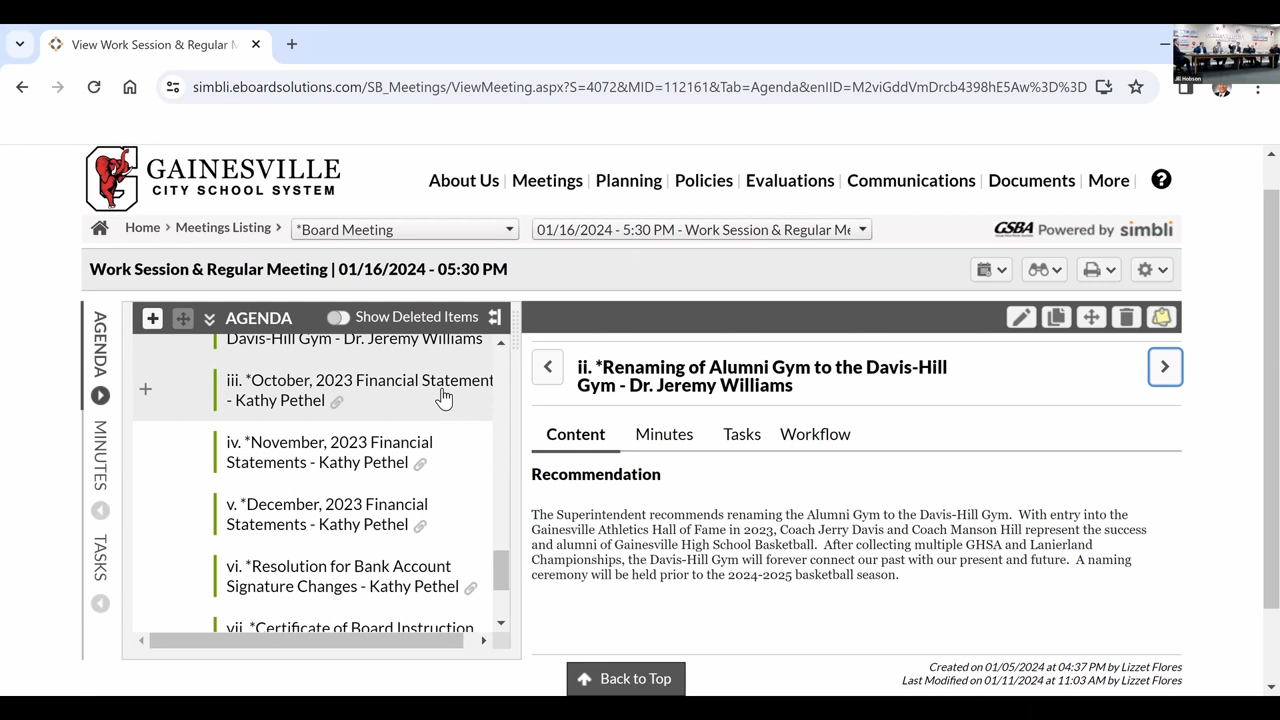 View Work Session & Regular M
Jill Hobson
simbli.eboardsolutions.com/SB_Meetings/ViewMeeting.aspx?S=4072&MID=112161&Tab=Agenda&enIID=M2viGddVmDrcb4398hE5Aw%3D%3D
GAINESVILLE
CITY SCHOOL SYSTEM
About Us | Meetings | Planning | Policies | Evaluations | Communications | Documents | More | ?
Home > Meetings Listing > *Board Meeting 01/16/2024 - 5:30 PM - Work Session & Regular Me GSBA Powered by simbli
Work Session & Regular Meeting | 01/16/2024 - 05:30 PM
AGENDA
MINUTES
TASKS
AGENDA Show Deleted Items
Davis-Hill Gym - Dr. Jeremy Williams
iii. *October, 2023 Financial Statement
- Kathy Pethel
iv. *November, 2023 Financial
Statements - Kathy Pethel
v. *December, 2023 Financial
Statements - Kathy Pethel
vi. *Resolution for Bank Account
Signature Changes - Kathy Pethel
vii. *Certificate of Board Instruction
ii. *Renaming of Alumni Gym to the Davis-Hill
Gym - Dr. Jeremy Williams
Content Minutes Tasks Workflow
Recommendation
The Superintendent recommends renaming the Alumni Gym to the Davis-Hill Gym. With entry into the
Gainesville Athletics Hall of Fame in 2023, Coach Jerry Davis and Coach Manson Hill represent the success
and alumni of Gainesville High School Basketball. After collecting multiple GHSA and Lanierland
Championships, the Davis-Hill Gym will forever connect our past with our present and future. A naming
ceremony will be held prior to the 2024-2025 basketball season.
Created on 01/05/2024 at 04:37 PM by Lizzet Flores
Last Modified on 01/11/2024 at 11:03 AM by Lizzet Flores
Back to Top